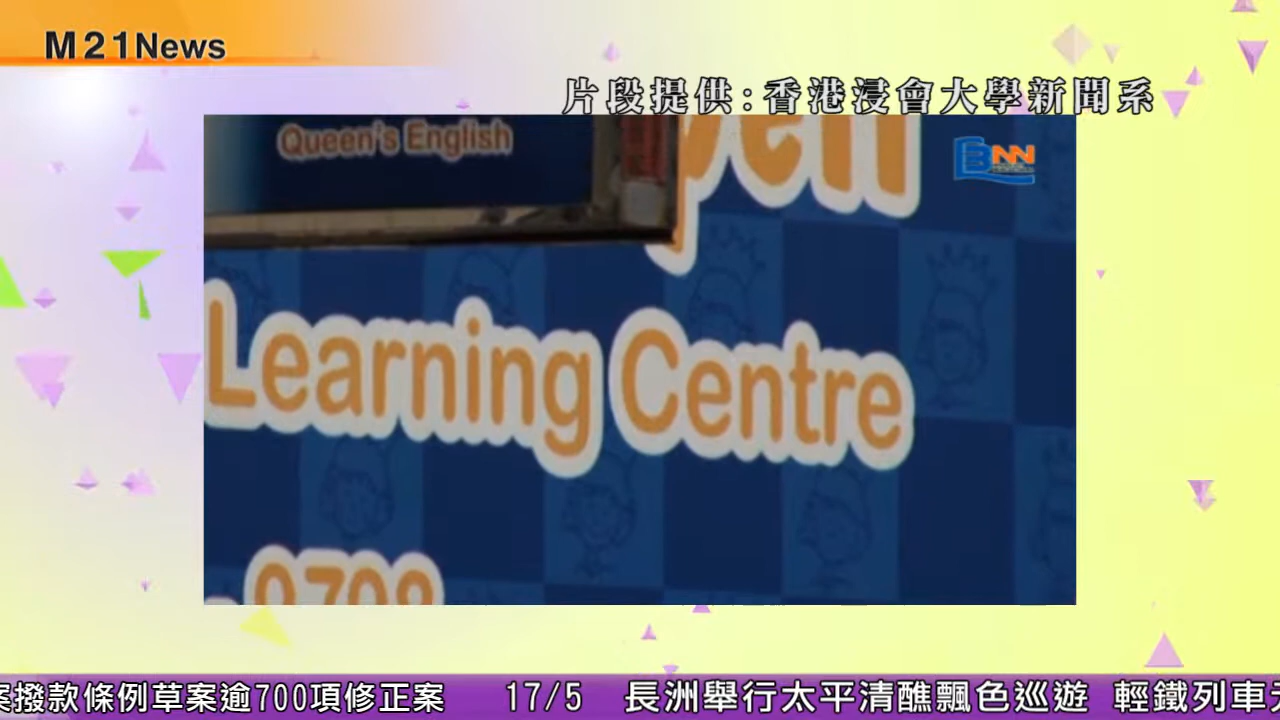 M21News
片段提供:香港浸會大學新聞系
Queen's English
NN
Learning Centre
案撥款條例草案逾700項修正案 17/5 長洲舉行太平清醮飄色巡遊 輕鐵列車